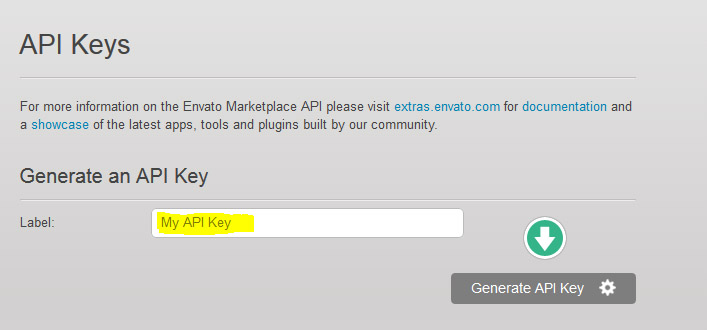 API Keys
For more information on the Envato Marketplace API please visit extras.envato.com for documentation and
a showcase of the latest apps, tools and plugins built by our community.
Generate an API Key
Label:
My API Key
Generate API Key